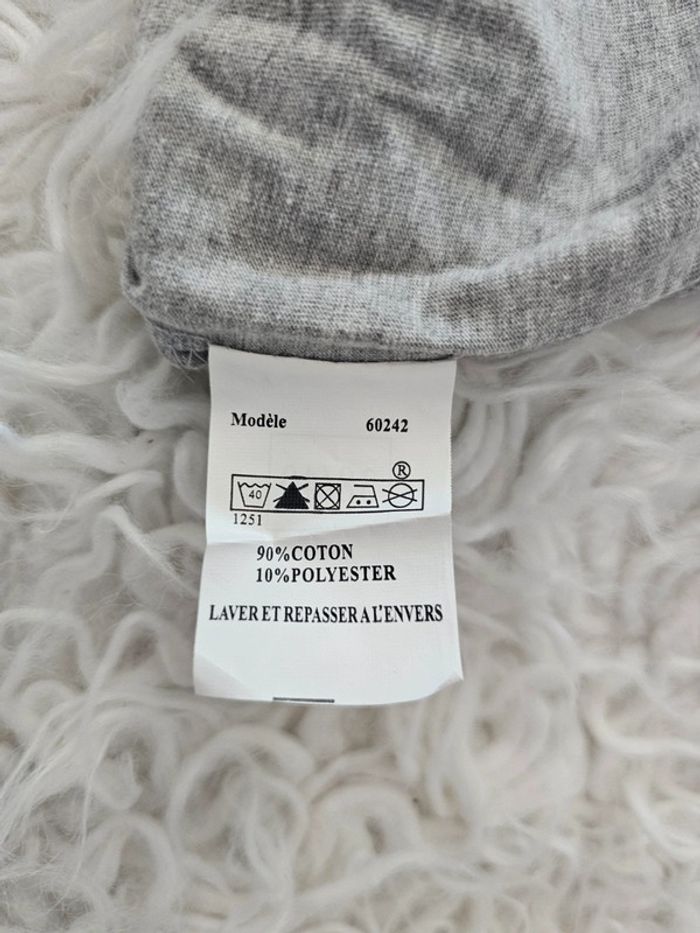 Modèle 60242
®
40
1251
90%COTON
10%POLYESTER
LAVER ET REPASSER A L'ENVERS